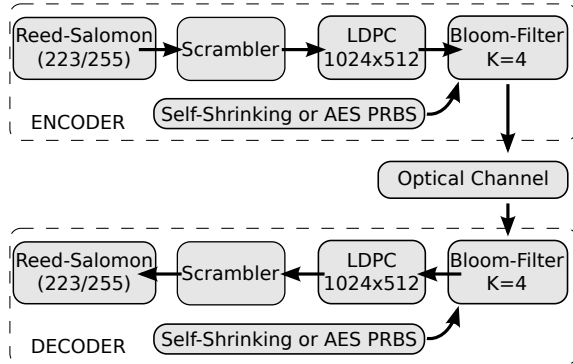 Reed-Salomon
(223/255)
Scrambler
LDPC
1024x512
Bloom-Filter
K=4
Self-Shrinking or AES PRBS
ENCODER
Optical Channel
Reed-Salomon
(223/255)
Scrambler
LDPC
1024x512
Bloom-Filter
K=4
Self-Shrinking or AES PRBS
DECODER